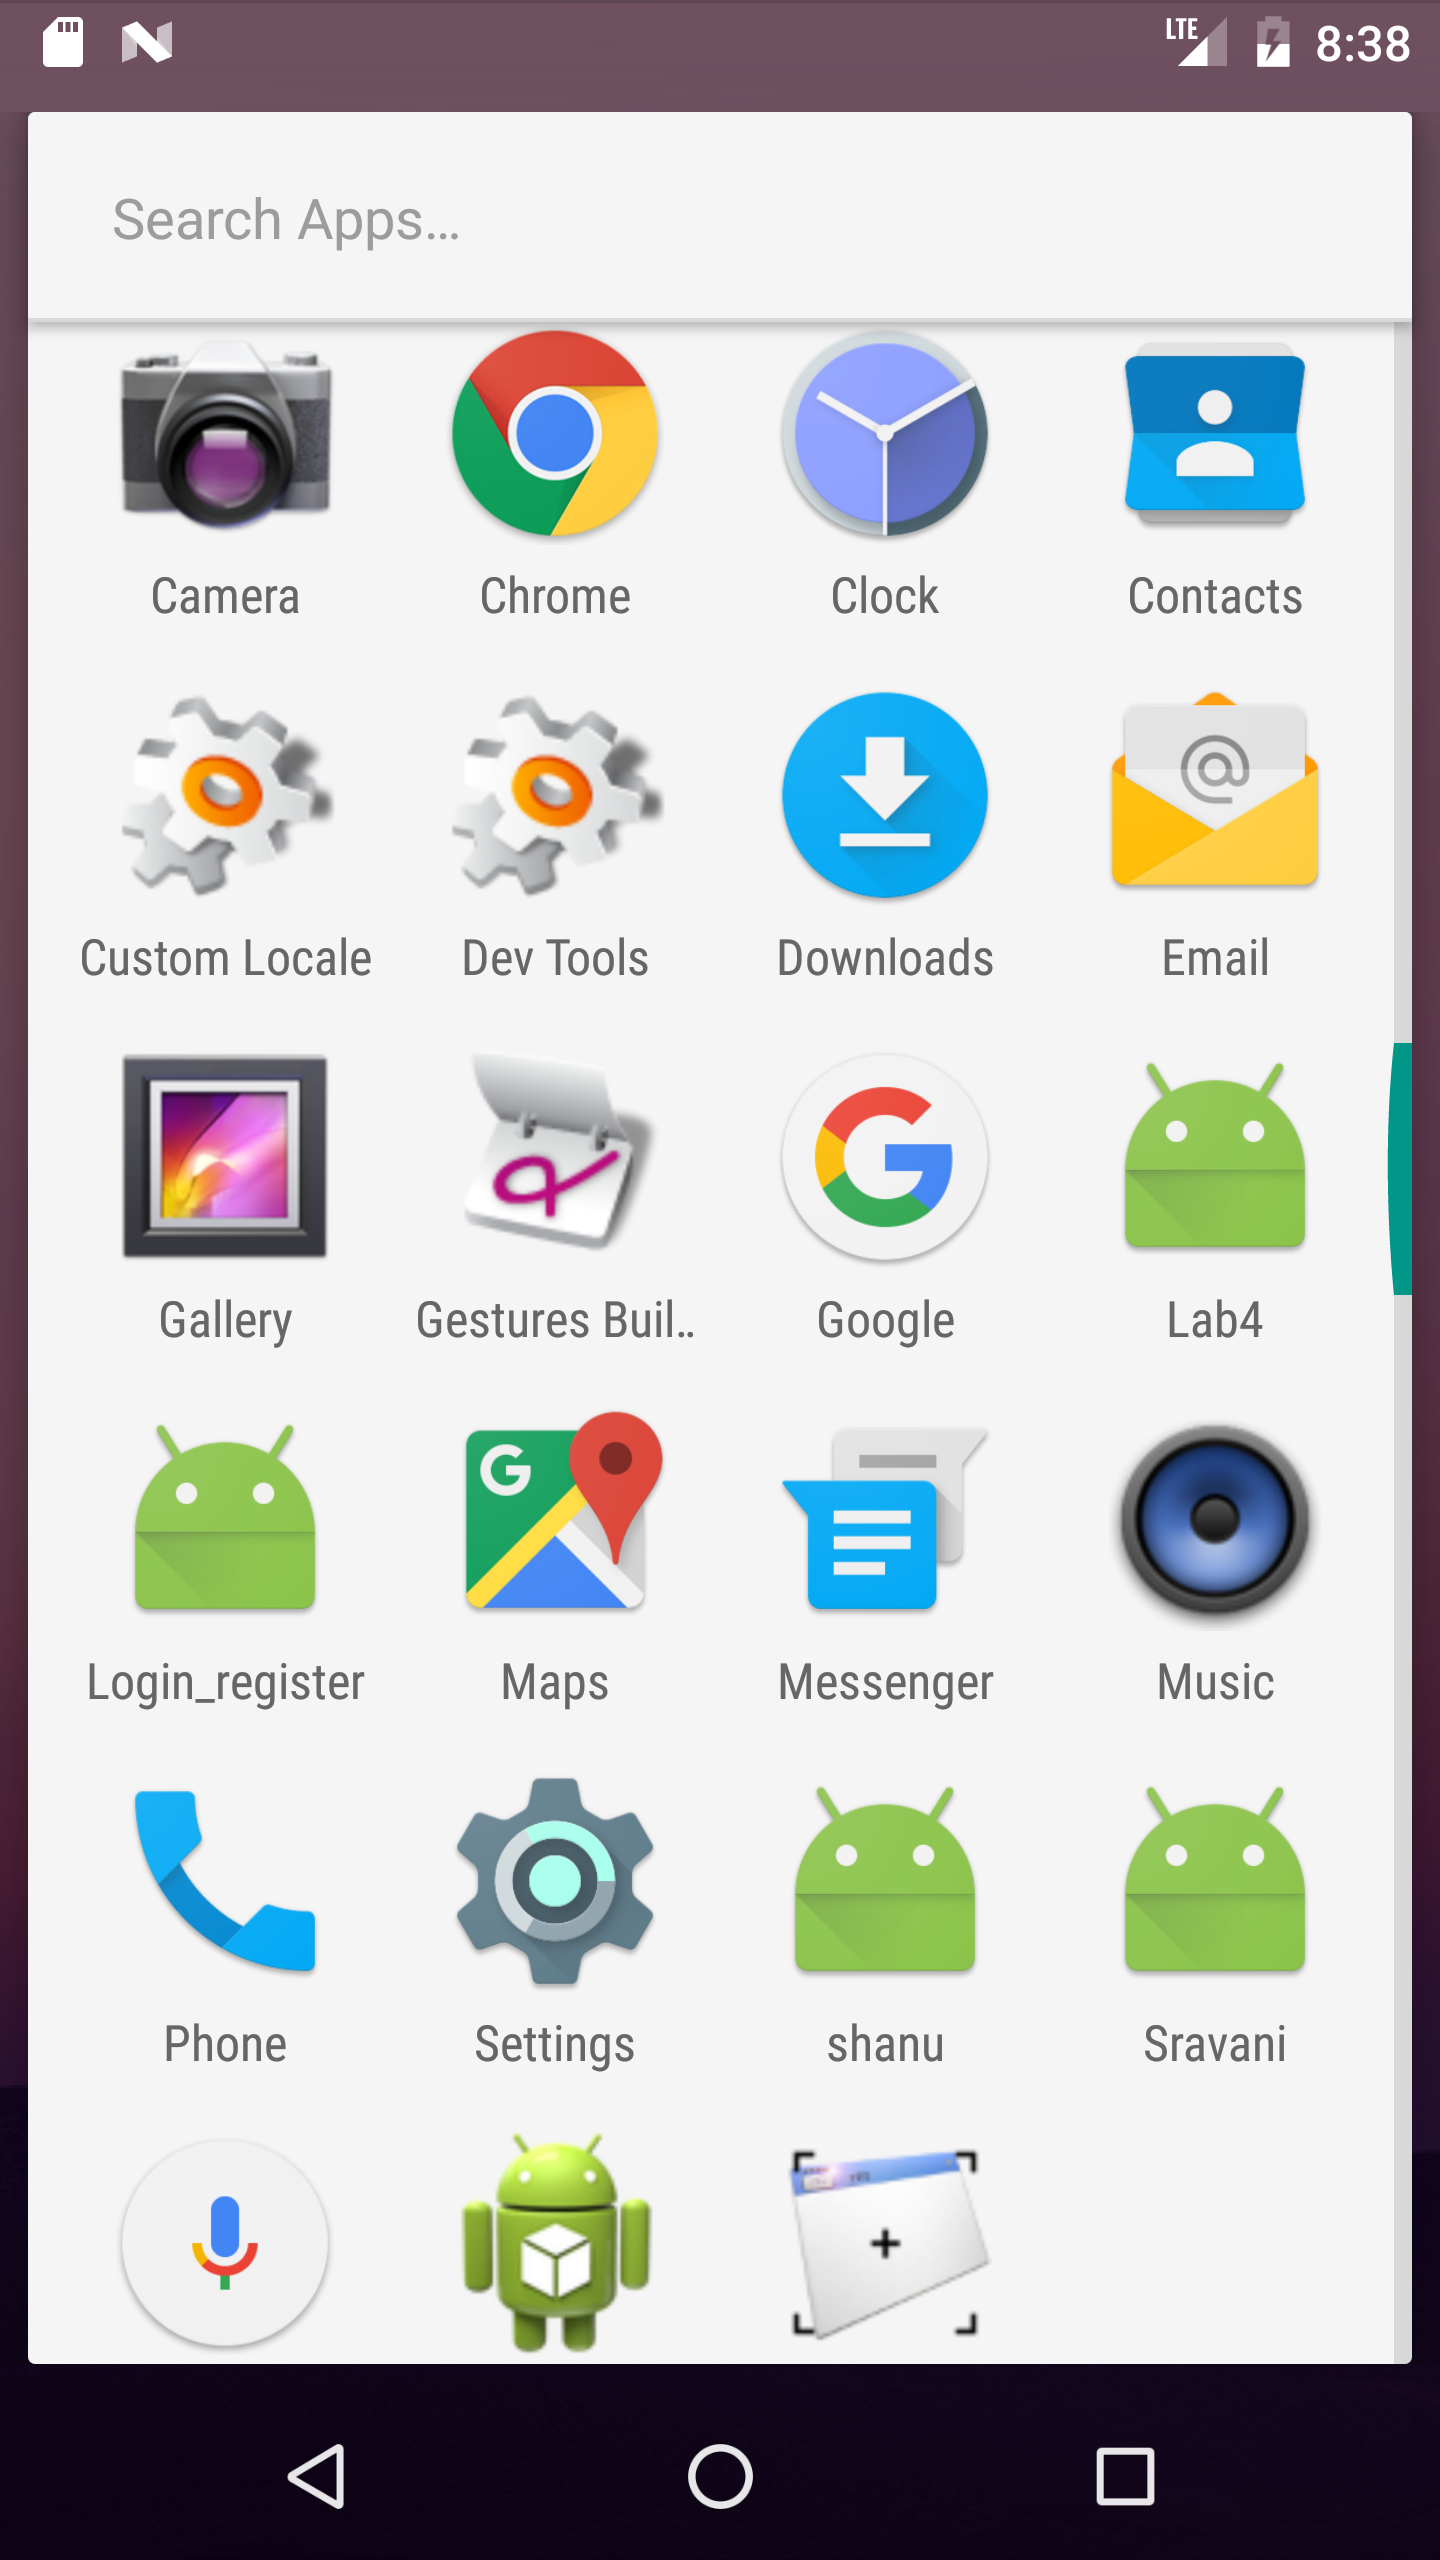 LTE 8:38
Search Apps...
Camera Chrome Clock Contacts
Custom Locale Dev Tools Downloads Email
Gallery Gestures Buil.. Google Lab4
Login_register Maps Messenger Music
Phone Settings shanu Sravani